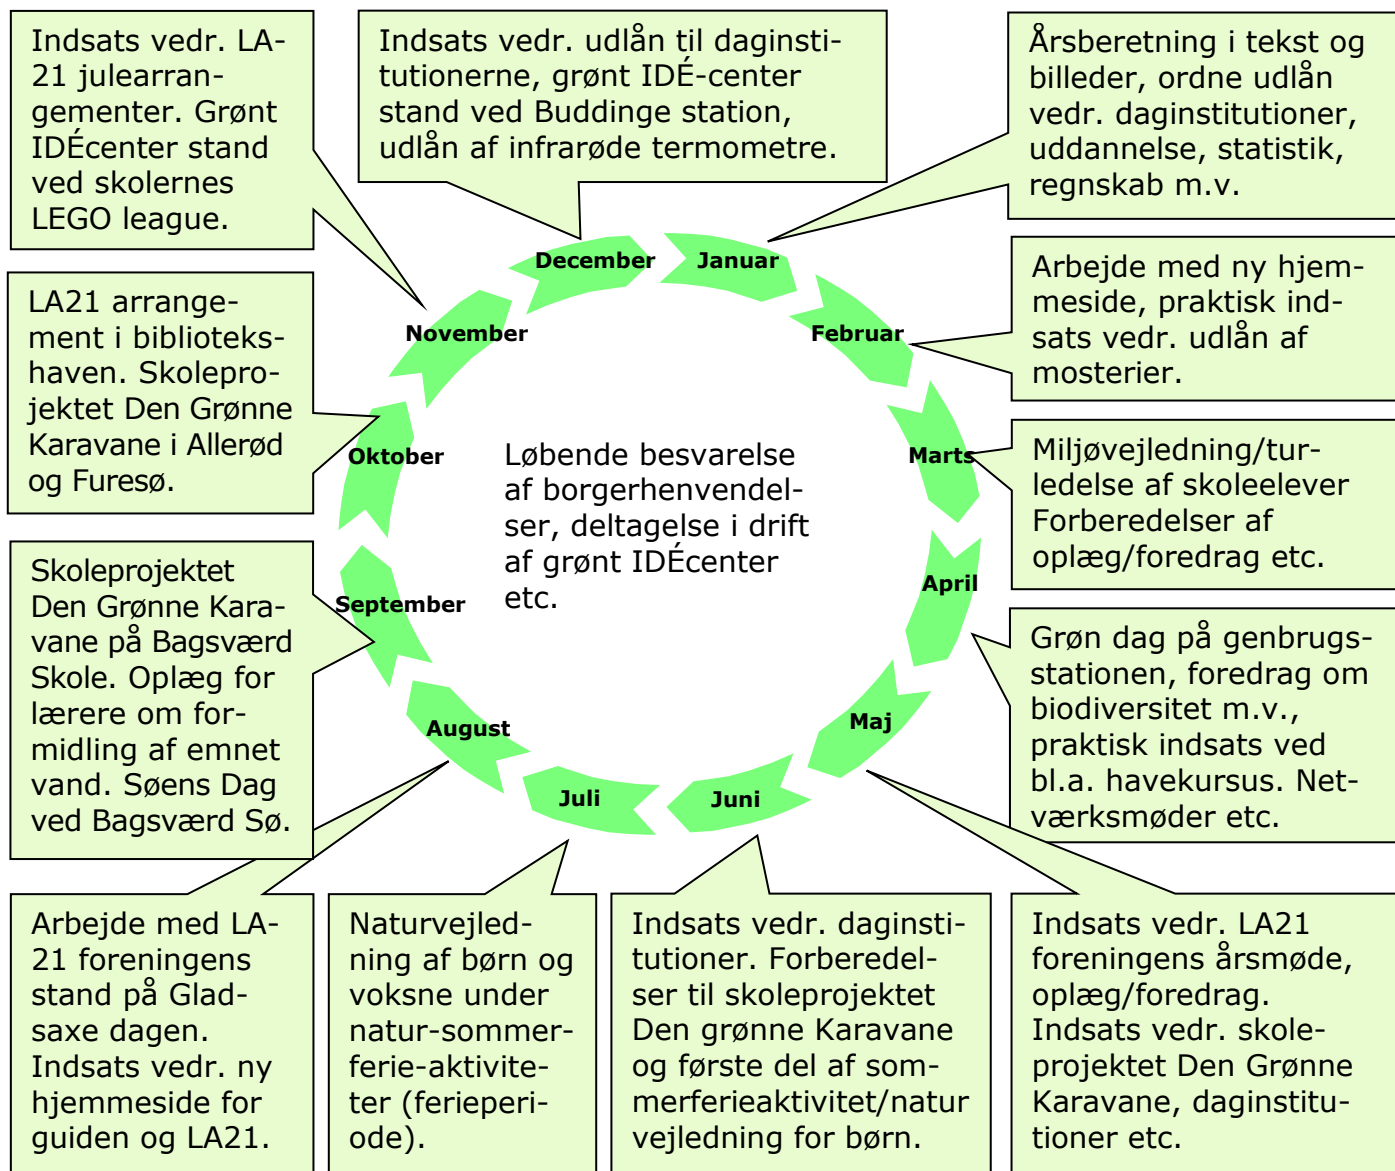 Indsats vedr. LA-
21 julearran-
gementer. Grønt
IDÉcenter stand
ved skolernes
LEGO league.
Indsats vedr. udlån til daginsti-
tutionerne, grønt IDÉ-center
stand ved Buddinge station,
udlån af infrarøde termometre.
Årsberetning i tekst og
billeder, ordne udlån
vedr. daginstitutioner,
uddannelse, statistik,
regnskab m.v.
December
Januar
Februar
Marts
April
Maj
Juni
Juli
August
September
Oktober
November
Arbejde med ny hjem-
meside, praktisk ind-
sats vedr. udlån af
mosterier.
LA21 arrange-
ment i biblioteks-
haven. Skolepro-
jektet Den Grønne
Karavane i Allerød
og Furesø.
Løbende besvarelse
af borgerhenvendel-
ser, deltagelse i drift
af grønt IDÉcenter
etc.
Miljøvejledning/tur-
ledelse af skoleelever
Forberedelser af
oplæg/foredrag etc.
Skoleprojektet
Den Grønne Kara-
vane på Bagsværd
Skole. Oplæg for
lærere om for-
midling af emnet
vand. Søens Dag
ved Bagsværd Sø.
Grøn dag på genbrugs-
stationen, foredrag om
biodiversitet m.v.,
praktisk indsats ved
bl.a. havekursus. Net-
værksmøder etc.
Arbejde med LA-
21 foreningens
stand på Glad-
saxe dagen.
Indsats vedr. ny
hjemmeside for
guiden og LA21.
Naturvejled-
ning af børn og
voksne under
natur-sommer-
ferie-aktivite-
ter (ferieperi-
ode).
Indsats vedr. daginsti-
tutioner. Forberedel-
ser til skoleprojektet
Den grønne Karavane
og første del af som-
merferieaktivitet/natur
vejledning for børn.
Indsats vedr. LA21
foreningens årsmøde,
oplæg/foredrag.
Indsats vedr. skole-
projektet Den Grønne
Karavane, daginstitu-
tioner etc.